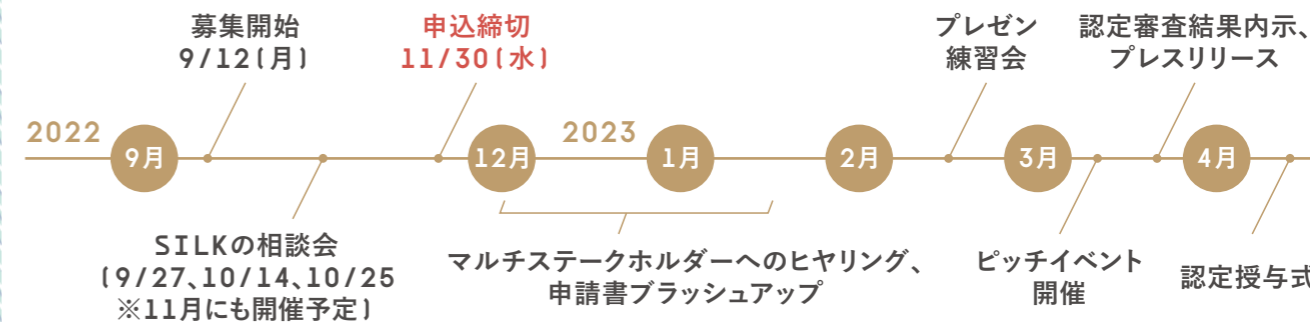 募集開始
9/12(月)
申込締切
11/30(水)
プレゼン
練習会
認定審査結果内示、
プレスリリース
2022
9月
12月
2023
1月
2月
3月
4月
SILKの相談会
(9/27、10/14、10/25
※11月にも開催予定)
マルチステークホルダーへのヒヤリング、
申請書ブラッシュアップ
ピッチイベント
開催
認定授与式